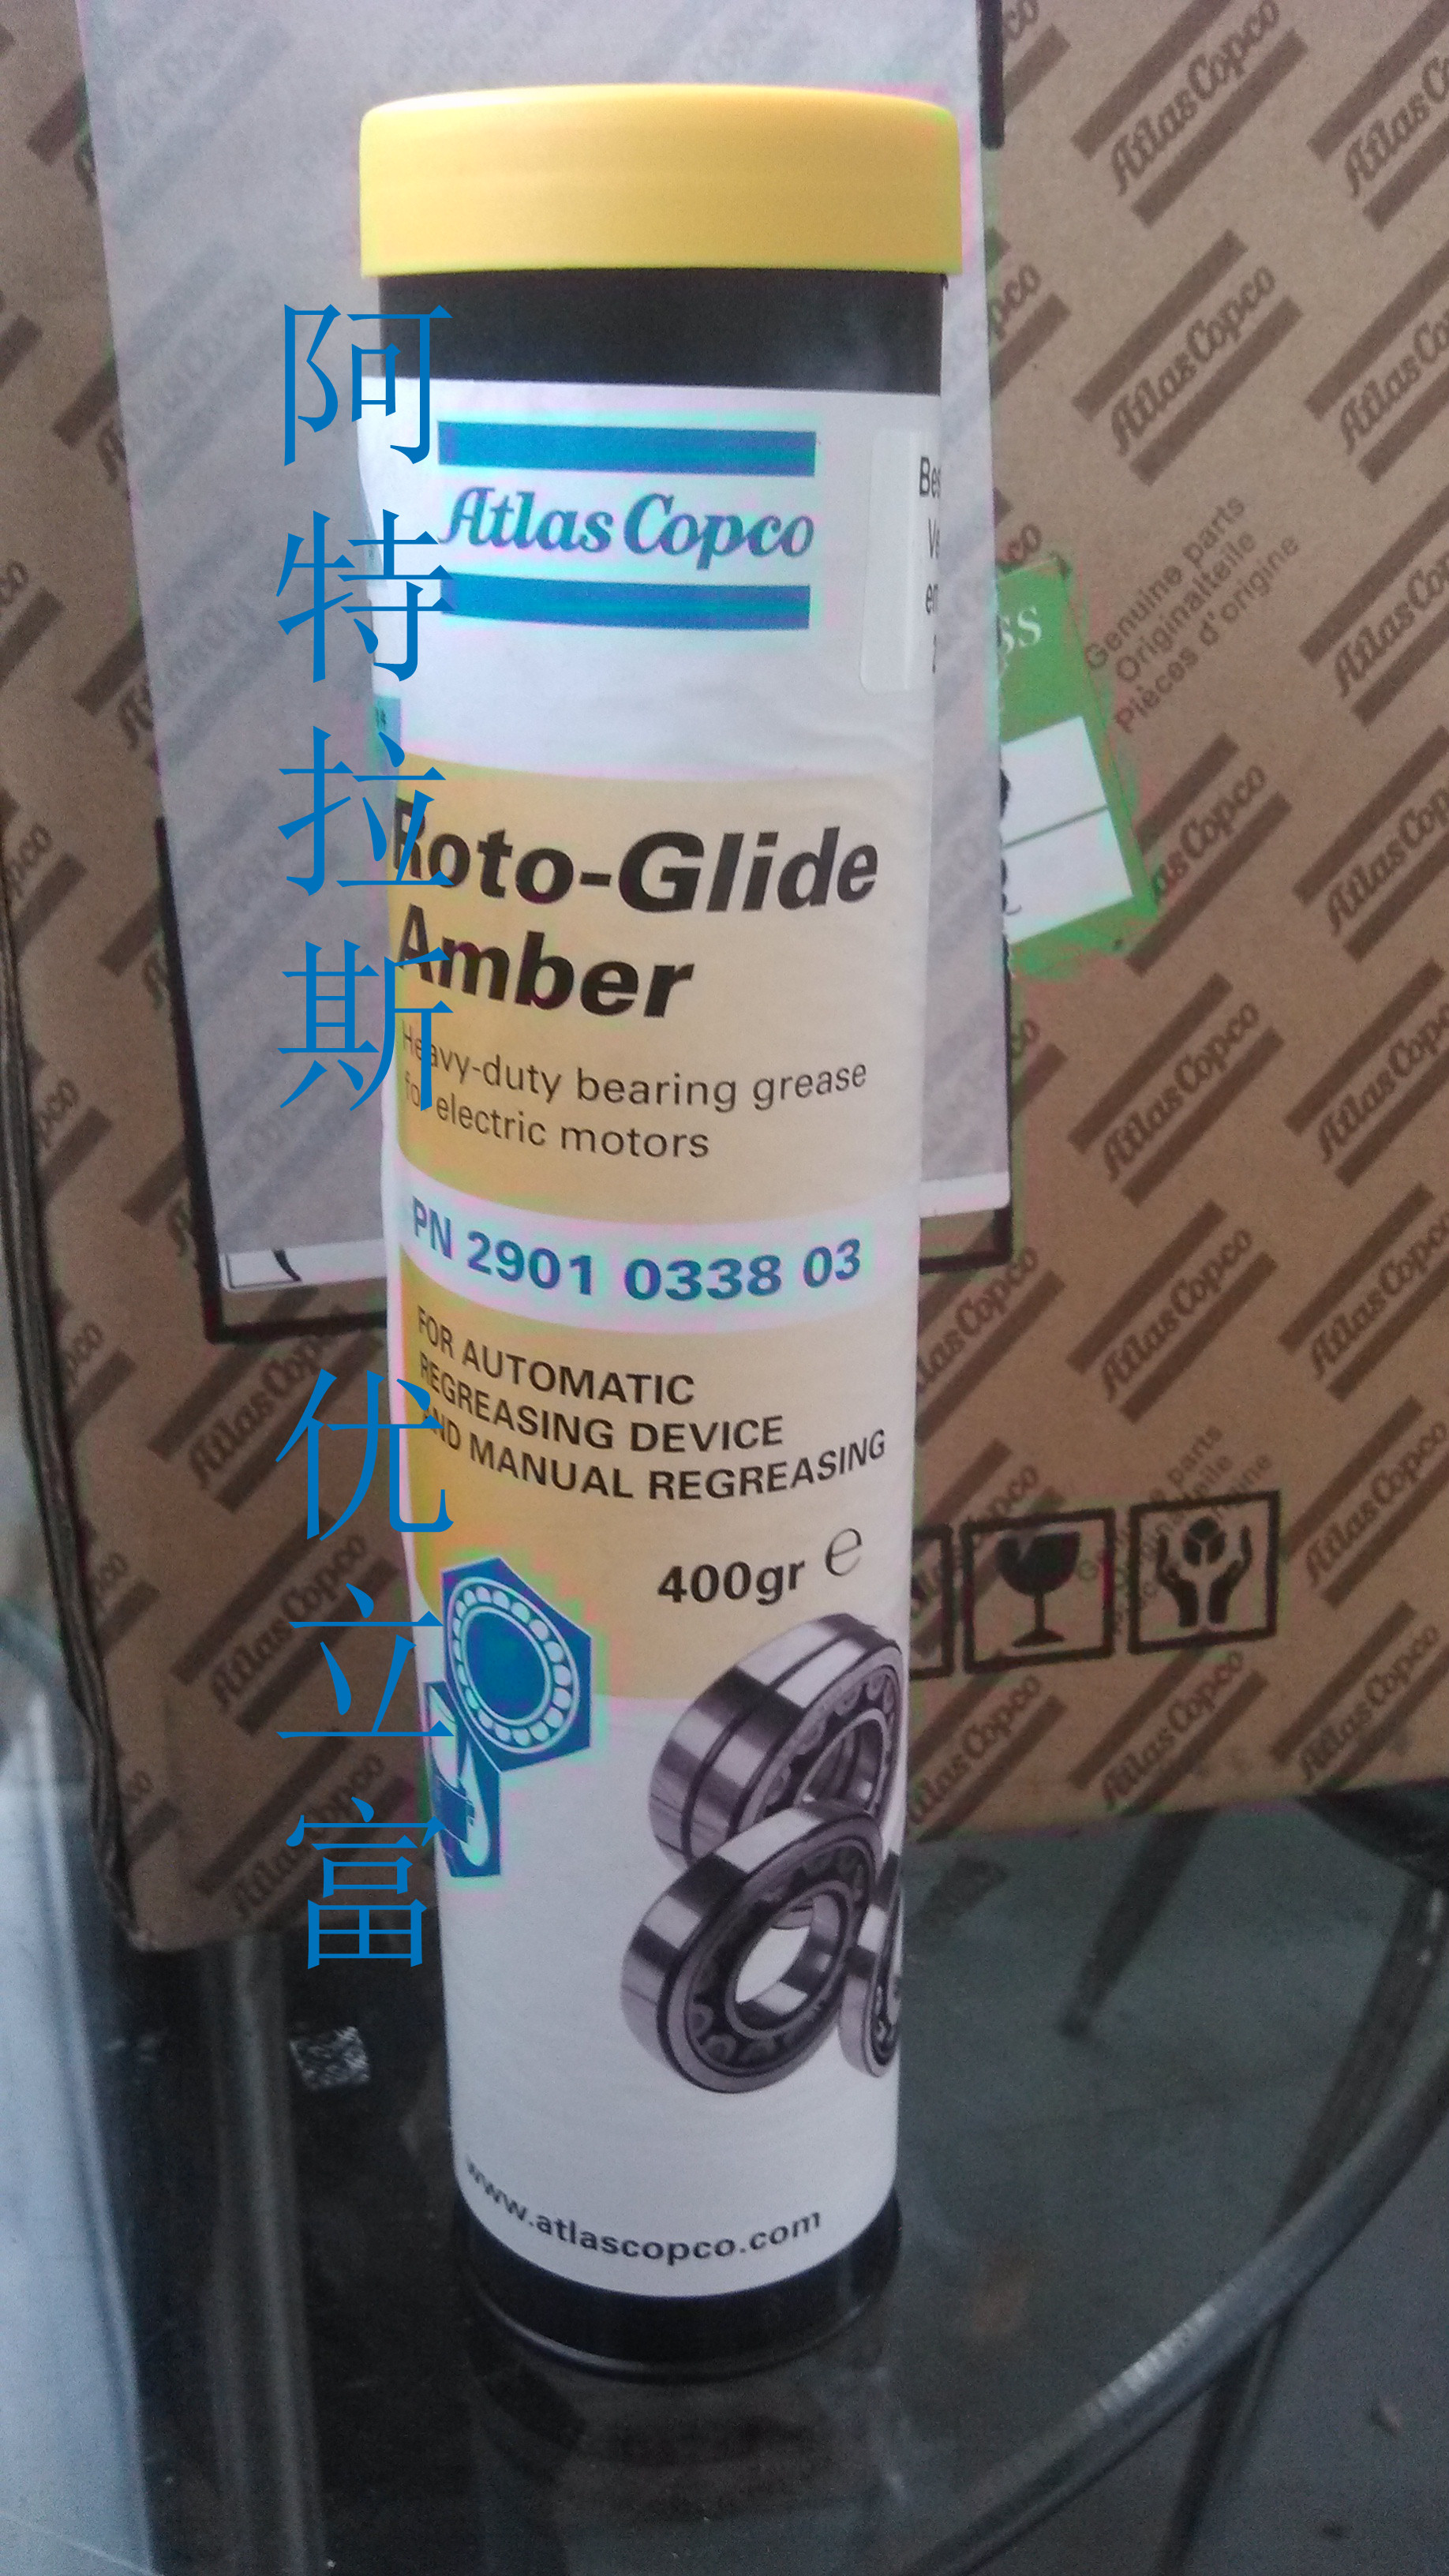 阿特拉斯 优立富
Atlas Copco
Roto-Glide
Amber
Heavy-duty bearing grease
for electric motors
PN 2901 0338 03
FOR AUTOMATIC
REGREASING DEVICE
AND MANUAL REGREASING
400gr ℮
www.atlascopco.com
Genuine parts
Originalteile
Pièces d'origine
Atlas Copco